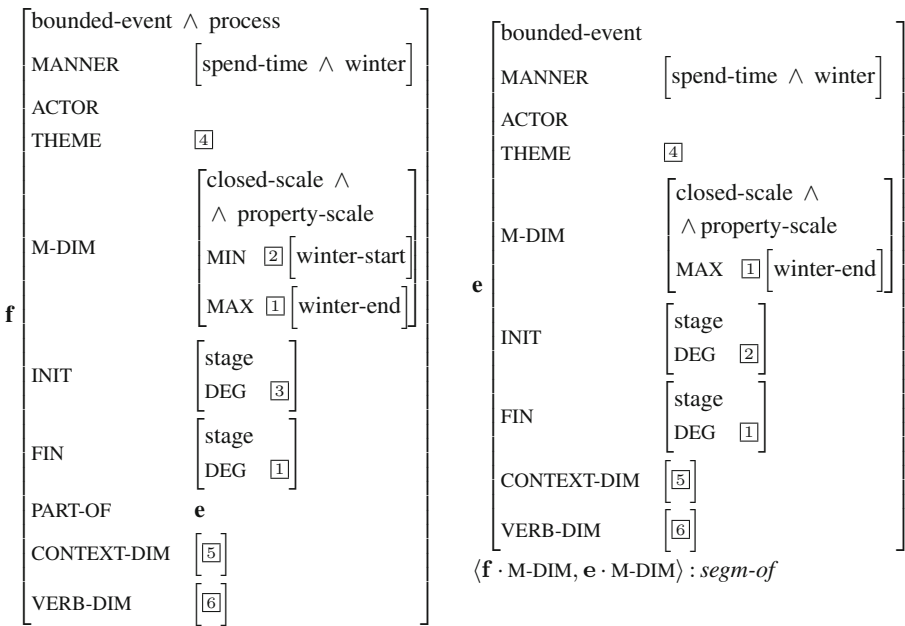 f
bounded-event ∧ process
MANNER [spend-time ∧ winter]
ACTOR
THEME 4
M-DIM
closed-scale ∧
∧ property-scale
MIN 2 [winter-start]
MAX 1 [winter-end]
INIT
stage
DEG 3
FIN
stage
DEG 1
PART-OF e
CONTEXT-DIM [5]
VERB-DIM [6]
e
bounded-event
MANNER [spend-time ∧ winter]
ACTOR
THEME 4
M-DIM
closed-scale ∧
∧ property-scale
MAX 1 [winter-end]
INIT
stage
DEG 2
FIN
stage
DEG 1
CONTEXT-DIM [5]
VERB-DIM [6]
⟨f · M-DIM, e · M-DIM⟩ : segm-of